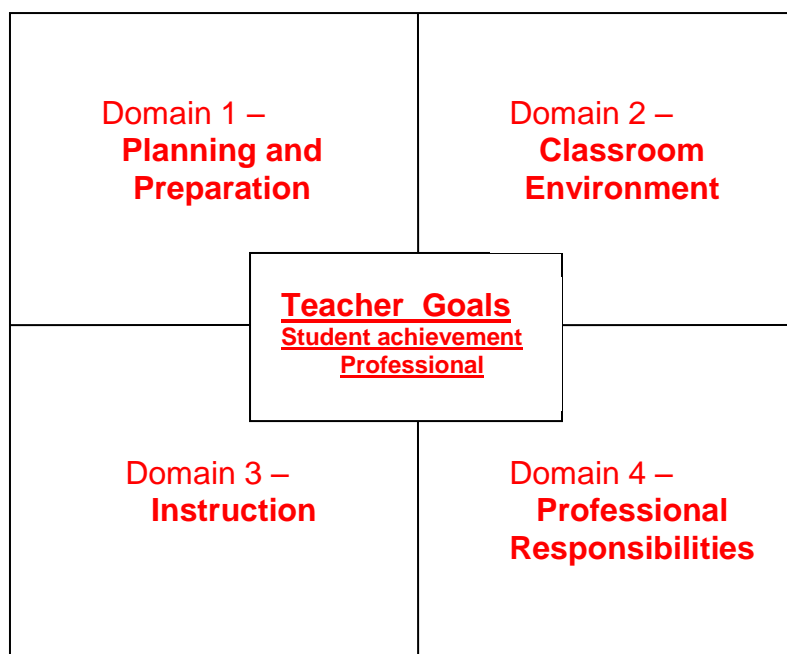 Domain 1 –
Planning and
Preparation
Domain 2 –
Classroom
Environment
Teacher Goals
Student achievement
Professional
Domain 3 –
Instruction
Domain 4 –
Professional
Responsibilities